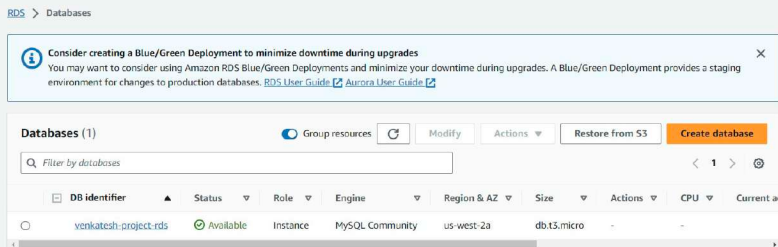 RDS > Databases
Consider creating a Blue/Green Deployment to minimize downtime during upgrades
You may want to consider using Amazon RDS Blue/Green Deployments and minimize your downtime during upgrades. A Blue/Green Deployment provides a staging
environment for changes to production databases. RDS User Guide Aurora User Guide
Databases (1) Group resources Modify Actions Restore from S3 Create database
Filter by databases < 1 >
DB identifier Status Role Engine Region & AZ Size Actions CPU Current a
venkatesh-project-rds Available Instance MySQL Community us-west-2a db.t3.micro - -